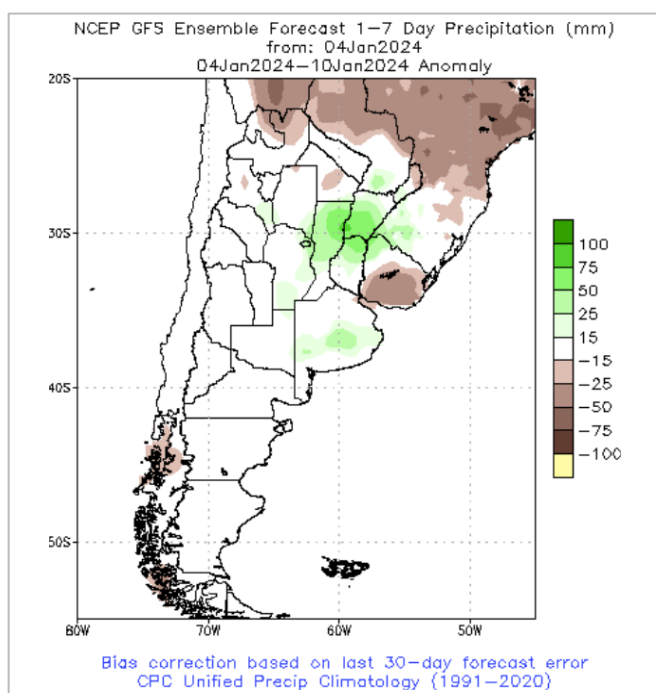 NCEP GFS Ensemble Forecast 1-7 Day Precipitation (mm)
from: 04Jan2024
04Jan2024-10Jan2024 Anomaly
20S
30S
40S
50S
80W
70W
60W
50W
100
75
50
25
15
-15
-25
-50
-75
-100
Bias correction based on last 30-day forecast error
CPC Unified Precip Climatology (1991-2020)